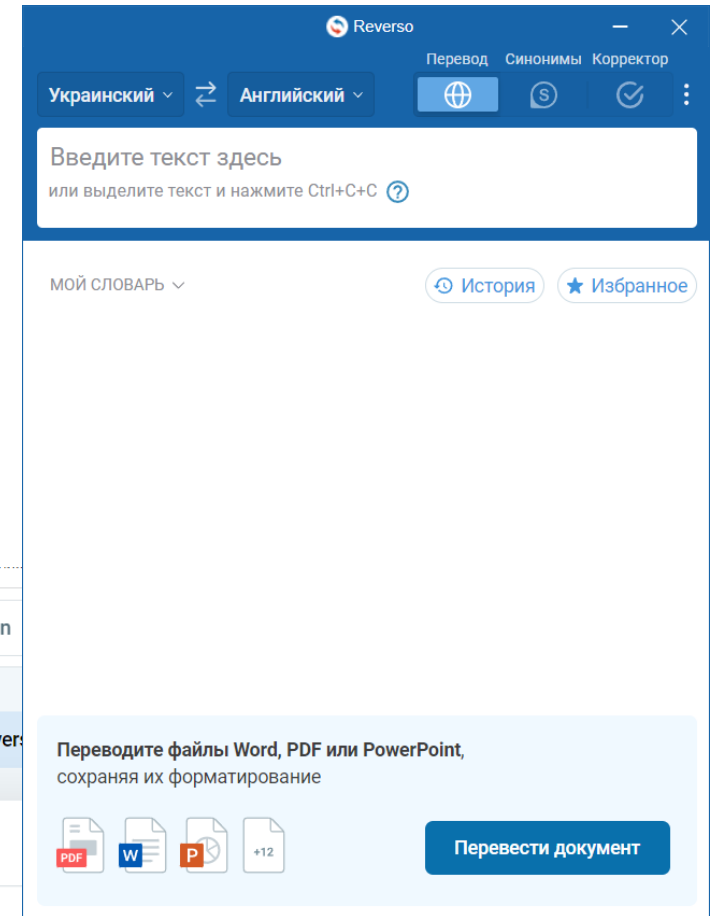 Reverso
Перевод Синонимы Корректор
Украинский Английский
S
Введите текст здесь
или выделите текст и нажмите Ctrl+C+C ?
МОЙ СЛОВАРЬ История Избранное
n
vers
Переводите файлы Word, PDF или PowerPoint,
сохраняя их форматирование
PDF W P +12
Перевести документ